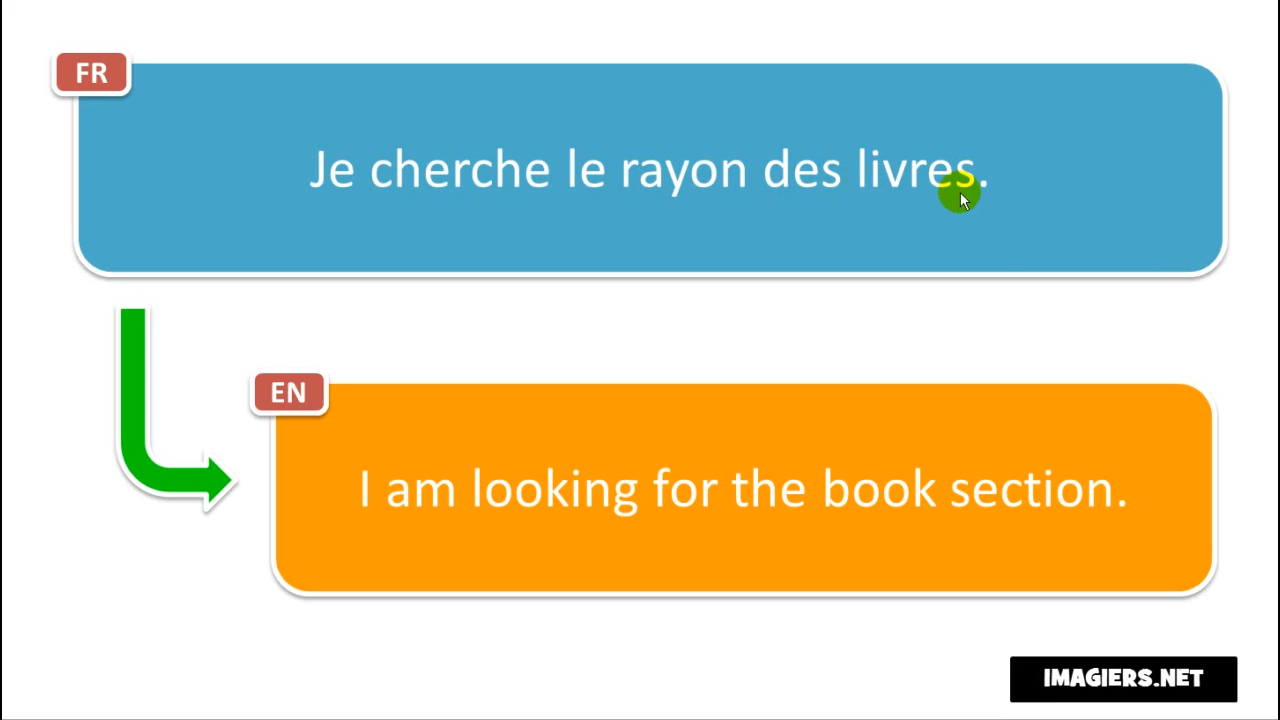 FR
Je cherche le rayon des livres.
EN
I am looking for the book section.
IMAGIERS.NET